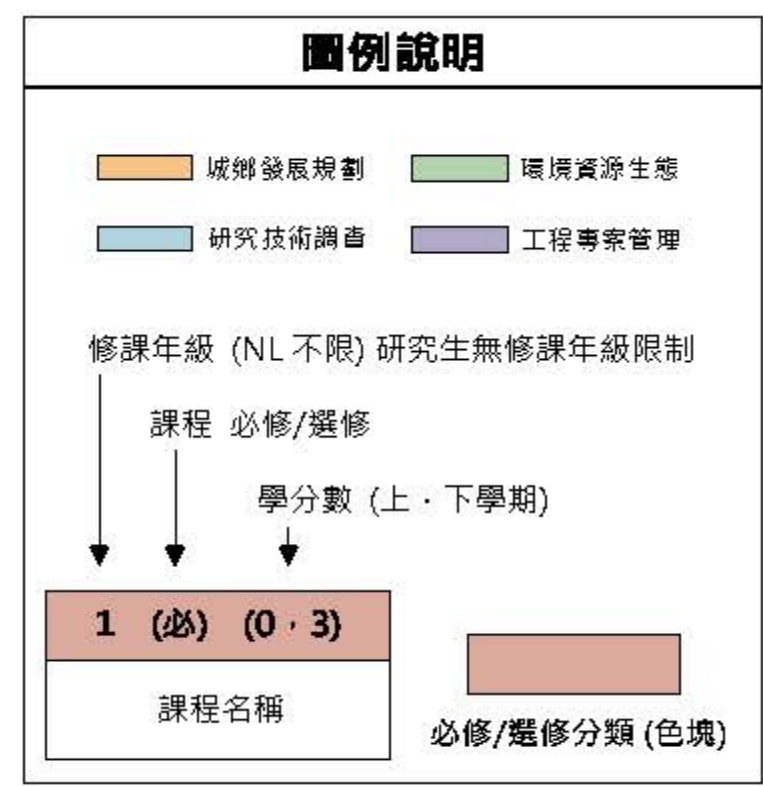 圖例說明
城鄉發展規劃 環境資源生態
研究技術調查 工程專案管理
修課年級 (NL 不限) 研究生無修課年級限制
課程 必修/選修
學分數 (上‧下學期)
1 (必) (0，3)
課程名稱
必修/選修分類 (色塊)